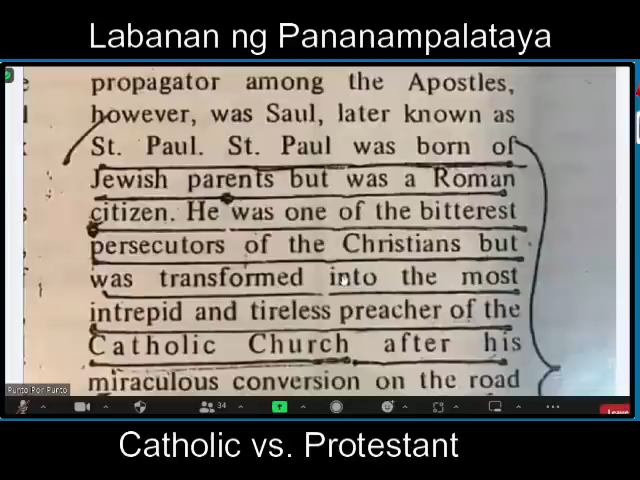 Labanan ng Pananampalataya
propagator among the Apostles,
however, was Saul, later known as
St. Paul. St. Paul was born of
Jewish parents but was a Roman
citizen. He was one of the bitterest
persecutors of the Christians but
was transformed into the most
intrepid and tireless preacher of the
Catholic Church after his
miraculous conversion on the road
Punto Por Punto
34
Leave
Catholic vs. Protestant